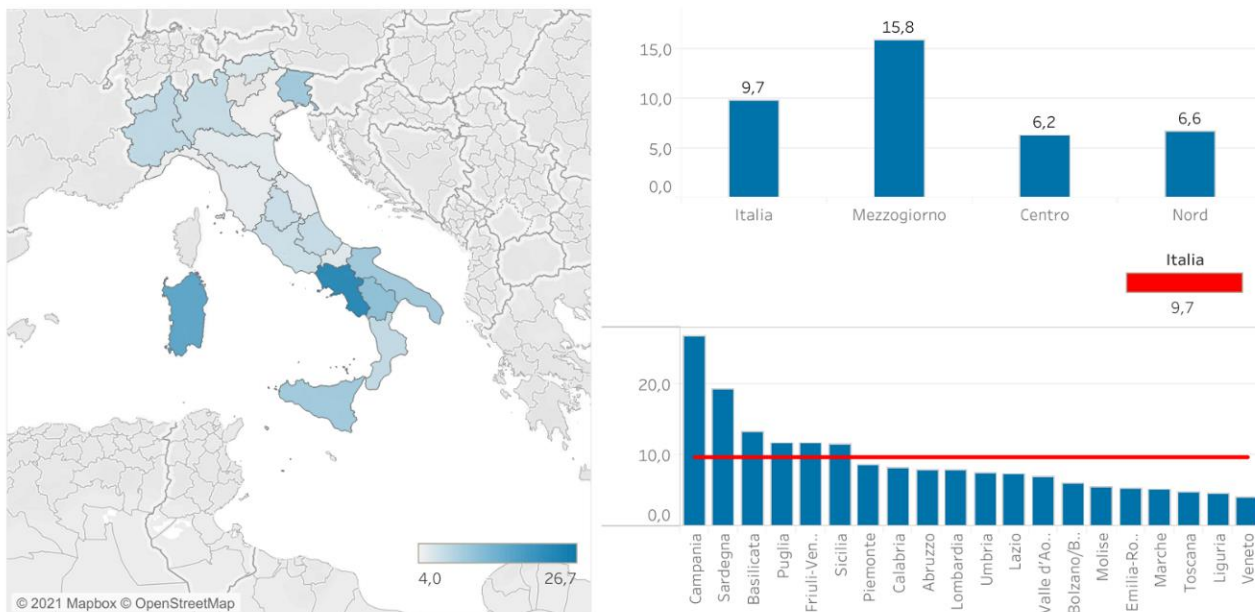 © 2021 Mapbox © OpenStreetMap
4,0 26,7
15,0
10,0
5,0
0,0
9,7
15,8
6,2
6,6
Italia Mezzogiorno Centro Nord
Italia
9,7
20,0
10,0
0,0
Campania
Sardegna
Basilicata
Puglia
Friuli-Ven..
Sicilia
Piemonte
Calabria
Abruzzo
Lombardia
Umbria
Lazio
Valle d'Ao..
Bolzano/B..
Molise
Emilia-Ro..
Marche
Toscana
Liguria
Veneto